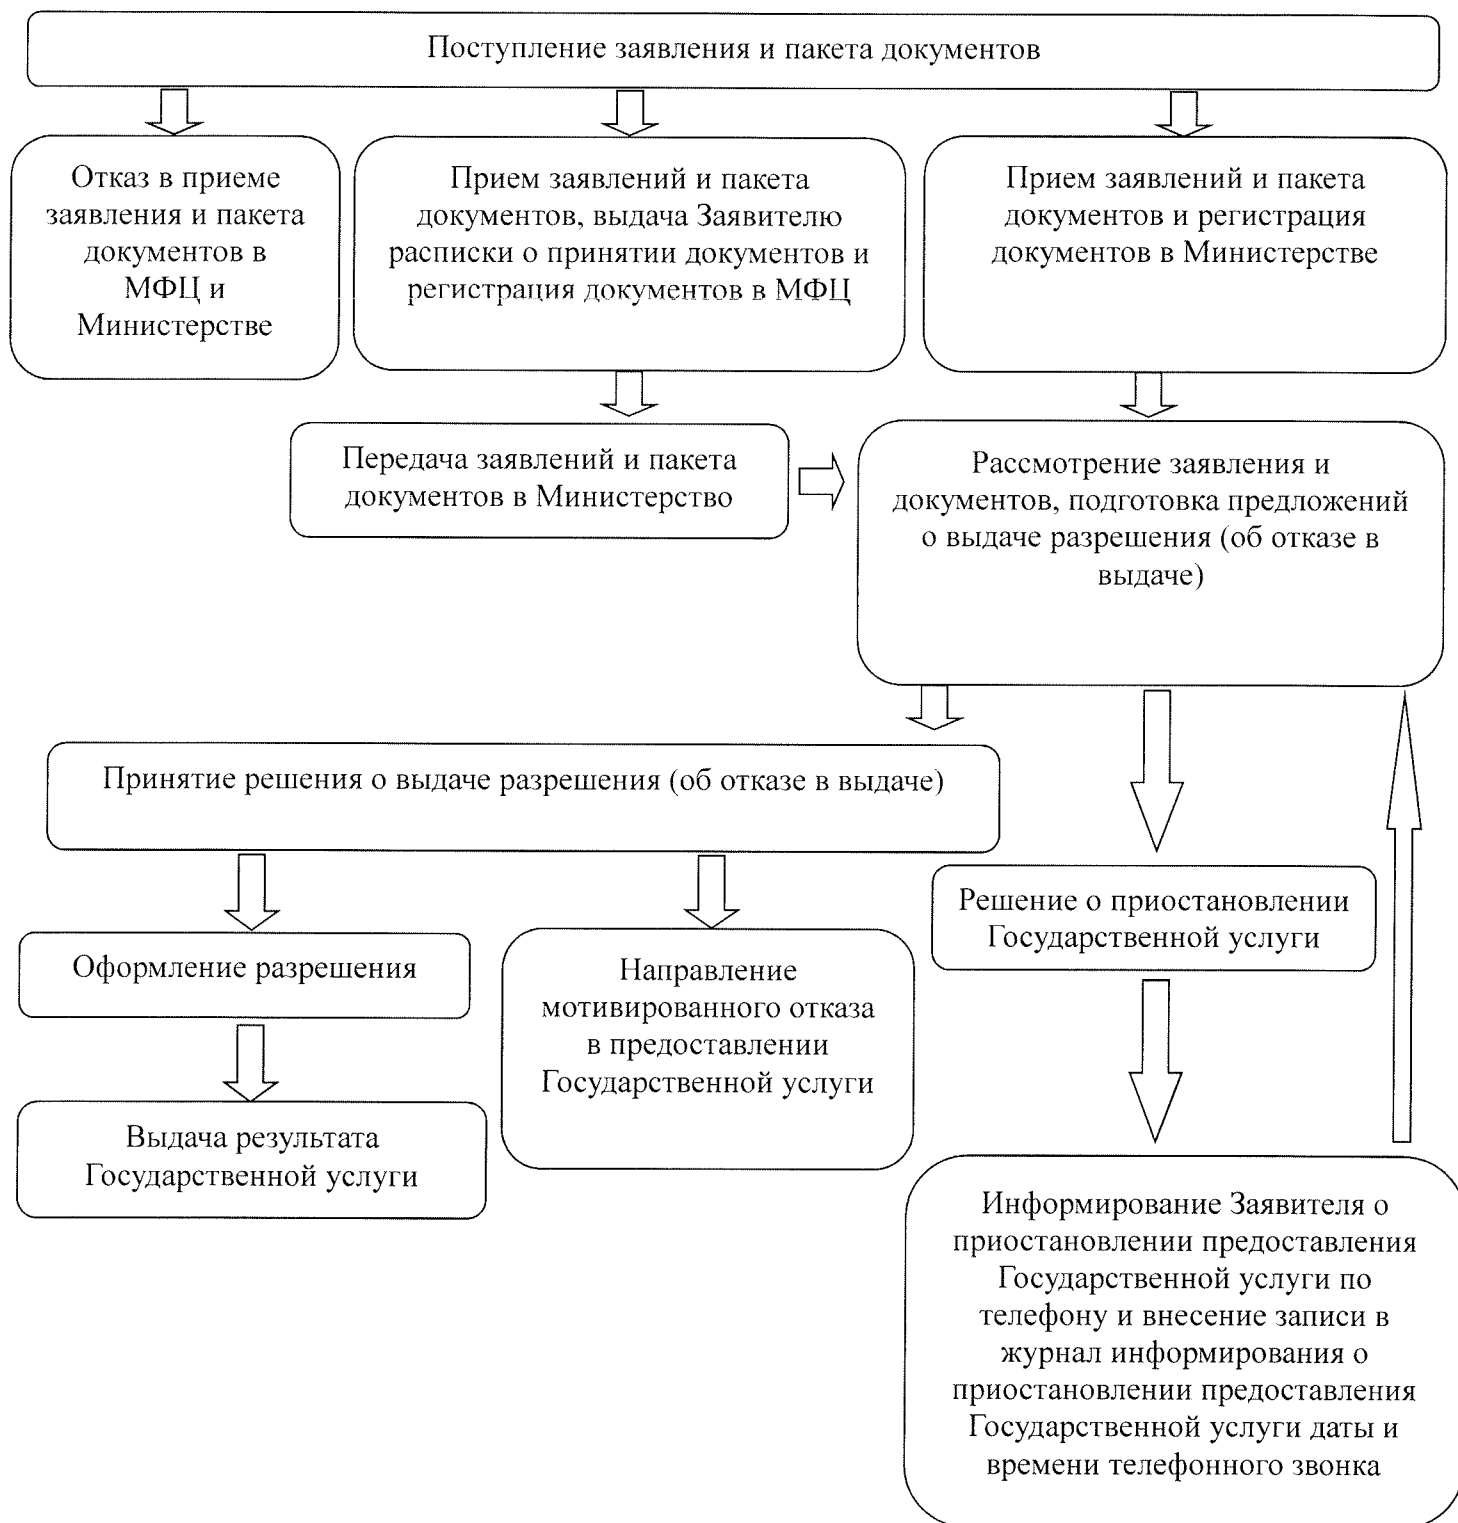 Поступление заявления и пакета документов
Отказ в приеме
заявления и пакета
документов в
МФЦ и
Министерстве
Прием заявлений и пакета
документов, выдача Заявителю
расписки о принятии документов и
регистрация документов в МФЦ
Прием заявлений и пакета
документов и регистрация
документов в Министерстве
Передача заявлений и пакета
документов в Министерство
Рассмотрение заявления и
документов, подготовка предложений
о выдаче разрешения (об отказе в
выдаче)
Принятие решения о выдаче разрешения (об отказе в выдаче)
Решение о приостановлении
Государственной услуги
Оформление разрешения
Направление
мотивированного отказа
в предоставлении
Государственной услуги
Выдача результата
Государственной услуги
Информирование Заявителя о
приостановлении предоставления
Государственной услуги по
телефону и внесение записи в
журнал информирования о
приостановлении предоставления
Государственной услуги даты и
времени телефонного звонка